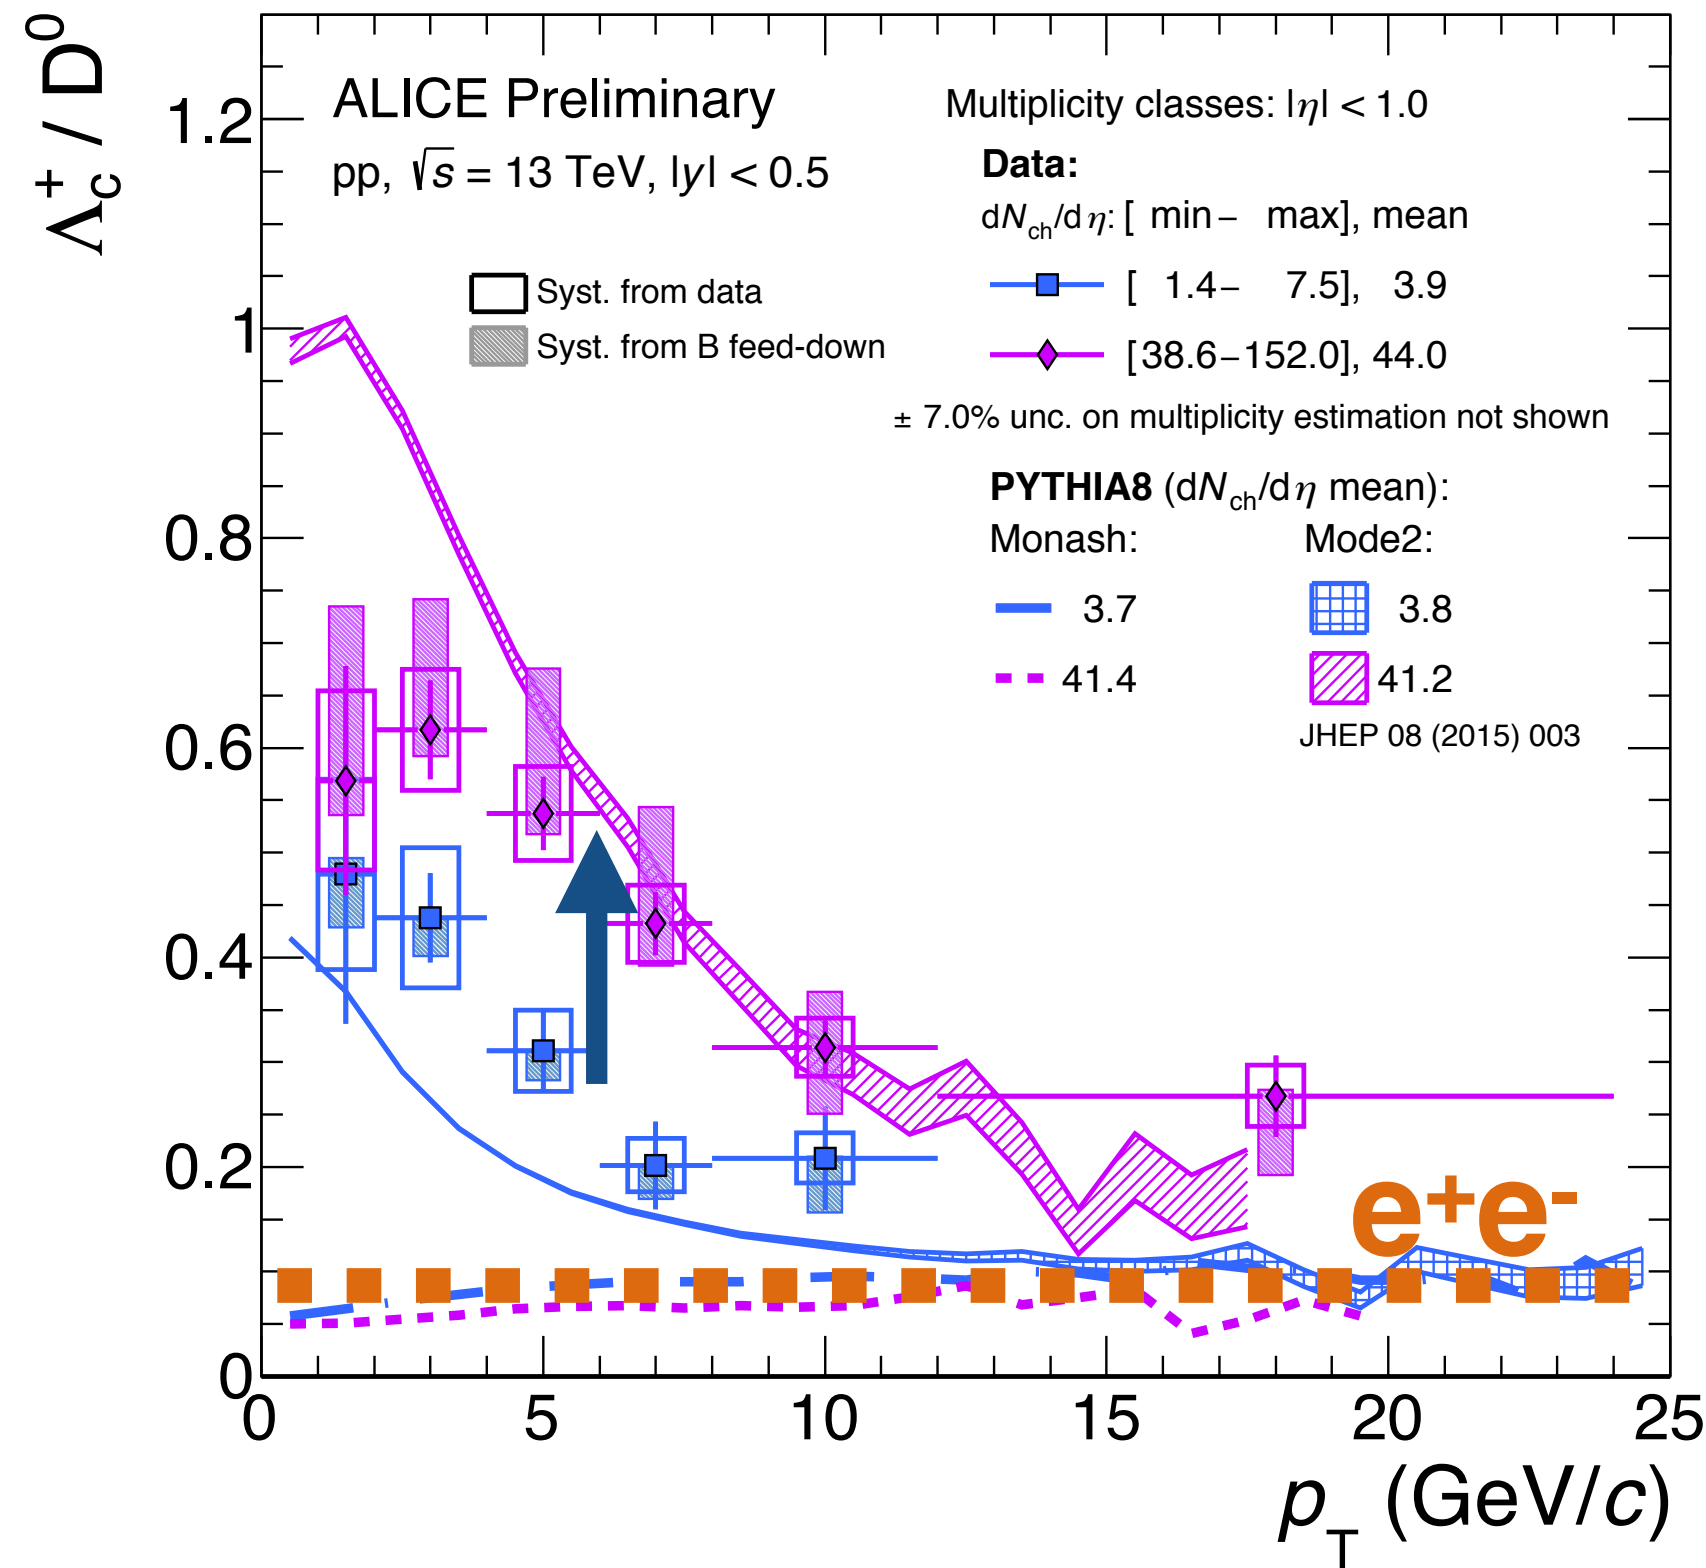 Λc+ / D0
ALICE Preliminary
pp, √s = 13 TeV, |y| < 0.5
Syst. from data
Syst. from B feed-down
Multiplicity classes: |η| < 1.0
Data:
dNch/dη: [ min – max], mean
[ 1.4 – 7.5], 3.9
[38.6 – 152.0], 44.0
± 7.0% unc. on multiplicity estimation not shown
PYTHIA8 (dNch/dη mean):
Monash: Mode2:
3.7 3.8
41.4 41.2
JHEP 08 (2015) 003
e+e-
1.2
1
0.8
0.6
0.4
0.2
0
0 5 10 15 20 25
pT (GeV/c)